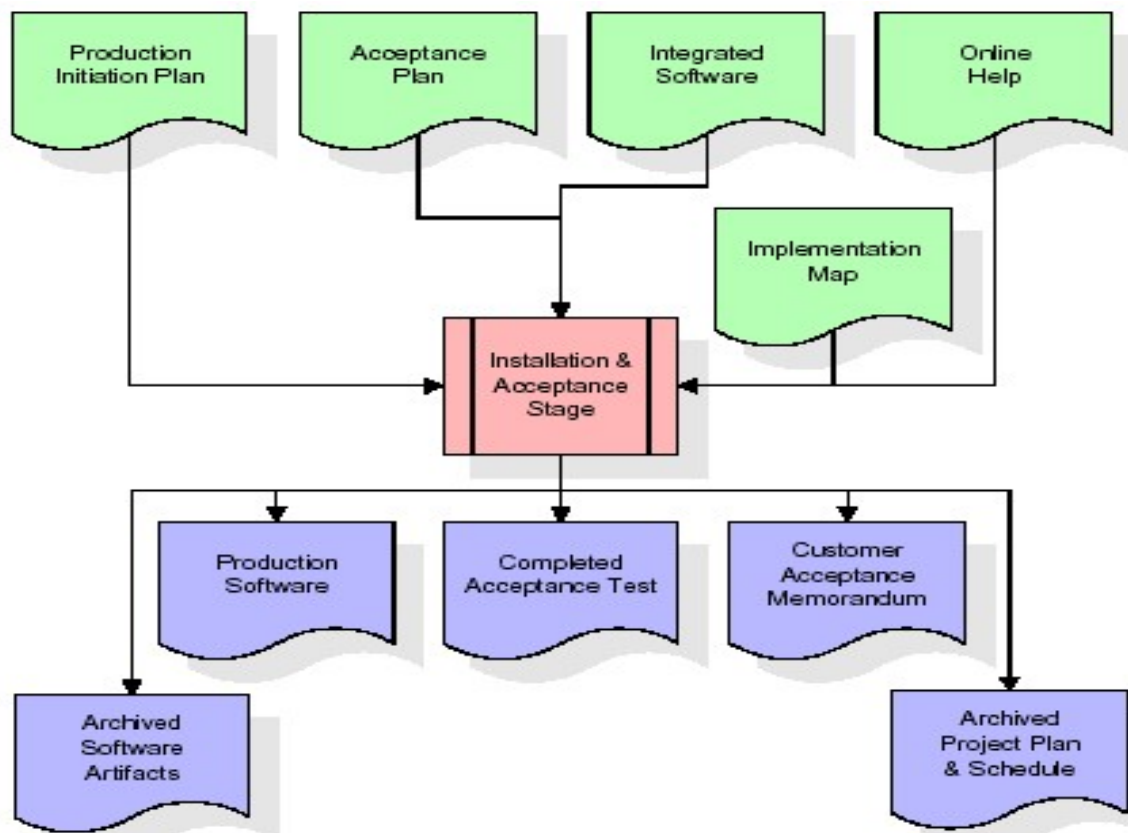 Production
Initiation Plan
Acceptance
Plan
Integrated
Software
Online
Help
Implementation
Map
Installation &
Acceptance
Stage
Production
Software
Completed
Acceptance Test
Customer
Acceptance
Memorandum
Archived
Software
Artifacts
Archived
Project Plan
& Schedule